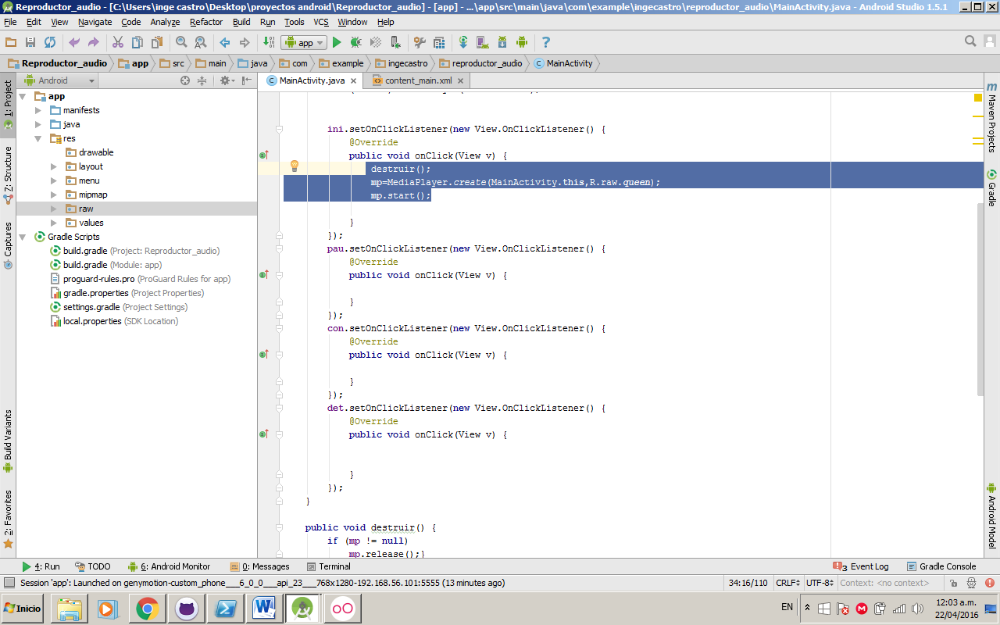 Reproductor_audio - [C:\Users\inge castro\Desktop\proyectos android\Reproductor_audio] - [app] - ...\app\src\main\java\com\example\ingecastro\reproductor_audio\MainActivity.java - Android Studio 1.5.1
File Edit View Navigate Code Analyze Refactor Build Run Tools VCS Window Help
app
Reproductor_audio app src main java com example ingecastro reproductor_audio MainActivity
Android
MainActivity.java
content_main.xml
1: Project
7: Structure
Captures
Build Variants
2: Favorites
app
manifests
java
res
drawable
layout
menu
mipmap
raw
values
Gradle Scripts
build.gradle (Project: Reproductor_audio)
build.gradle (Module: app)
proguard-rules.pro (ProGuard Rules for app)
gradle.properties (Project Properties)
settings.gradle (Project Settings)
local.properties (SDK Location)
ini.setOnClickListener(new View.OnClickListener() {
@Override
public void onClick(View v) {
destruir();
mp=MediaPlayer.create(MainActivity.this,R.raw.queen);
mp.start();
}
});
pau.setOnClickListener(new View.OnClickListener() {
@Override
public void onClick(View v) {
}
});
con.setOnClickListener(new View.OnClickListener() {
@Override
public void onClick(View v) {
}
});
det.setOnClickListener(new View.OnClickListener() {
@Override
public void onClick(View v) {
}
});
}
public void destruir() {
if (mp != null)
mp.release();}
Maven Projects
Gradle
Android Model
4: Run TODO 6: Android Monitor 0: Messages Terminal 3 Event Log Gradle Console
Session 'app': Launched on genymotion-custom_phone___6_0_0___api_23___768x1280-192.168.56.101:5555 (13 minutes ago) 34:16/110 CRLF UTF-8 Context: <no context>
Inicio
EN
12:03 a.m.
22/04/2016